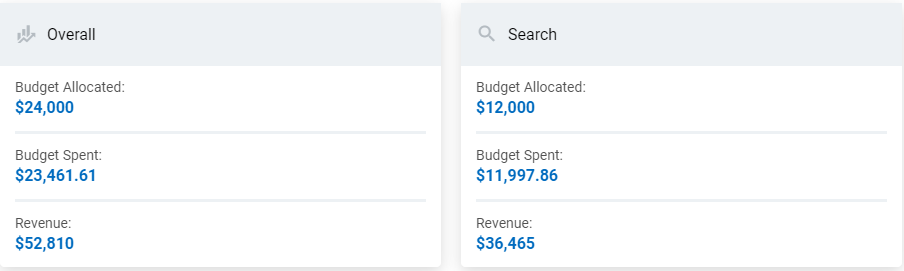 Overall
Budget Allocated:
$24,000
Budget Spent:
$23,461.61
Revenue:
$52,810
Search
Budget Allocated:
$12,000
Budget Spent:
$11,997.86
Revenue:
$36,465